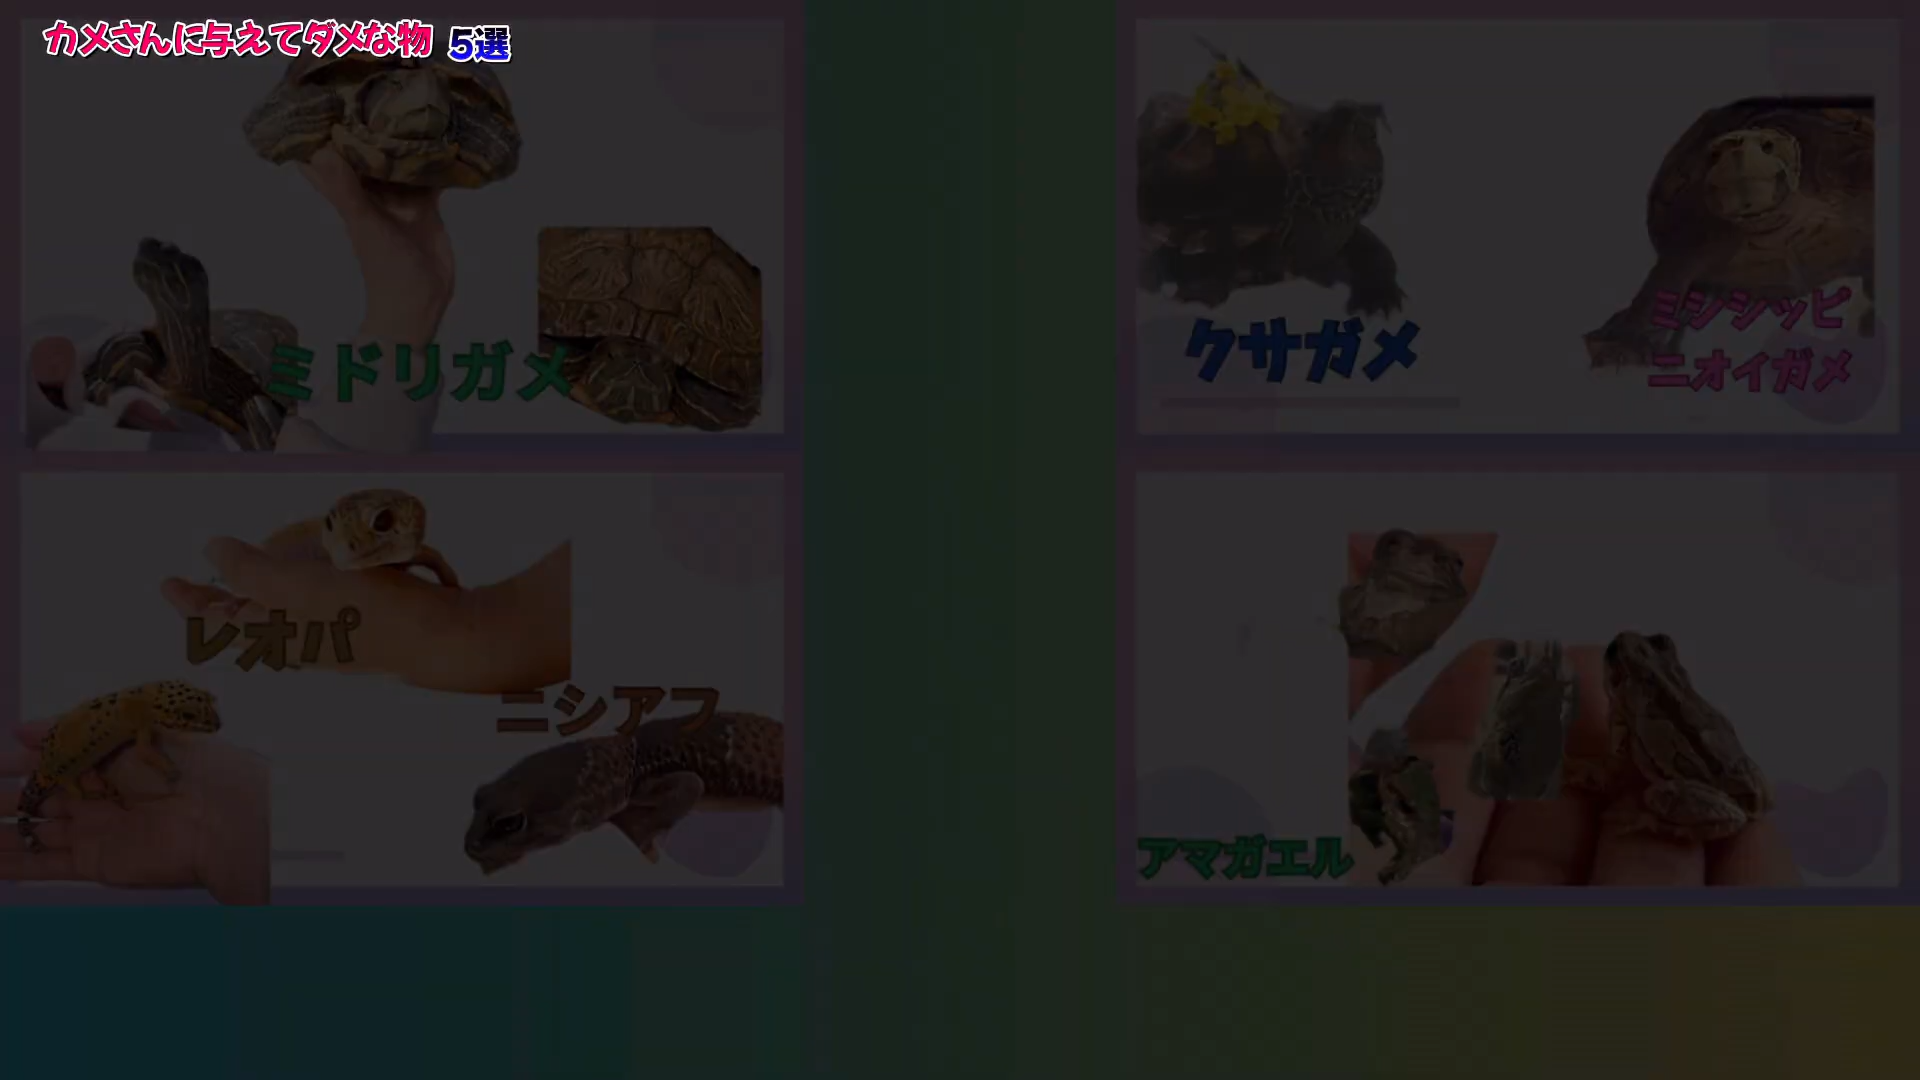 カメさんに与えてダメな物 5選
ミドリガメ
クサガメ
ミシシッピ
ニオイガメ
レオパ
ニシアフ
アマガエル